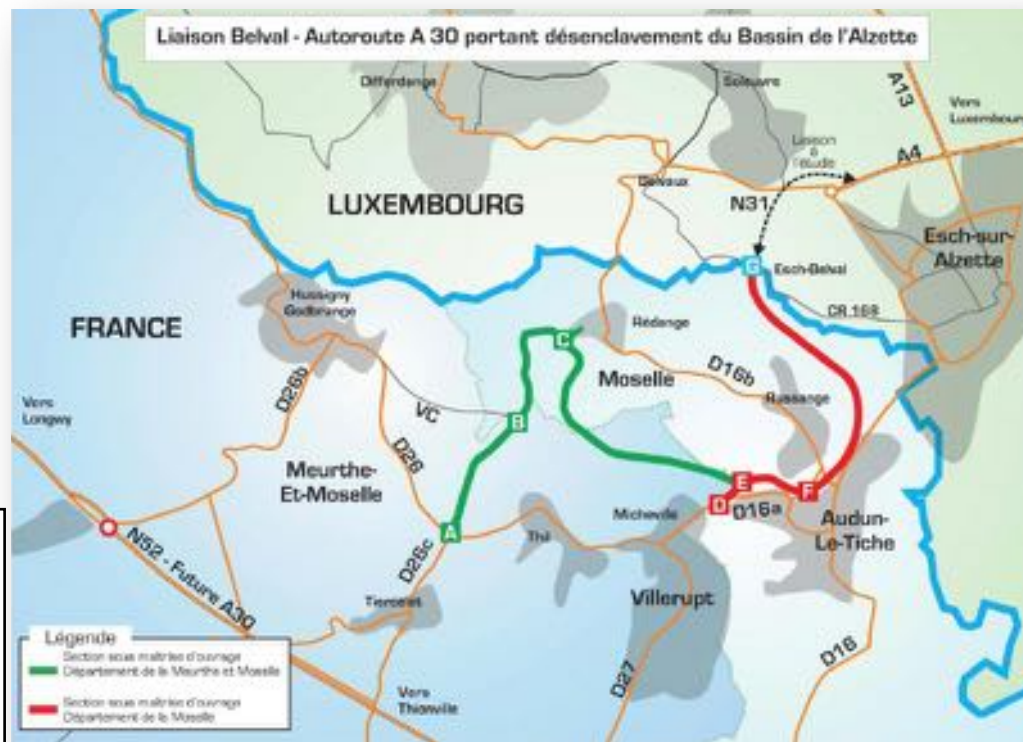 Liaison Belval - Autoroute A 30 portant désenclavement du Bassin de l'Alzette
Differdange
Soleuvre
A13
Vers
Luxembourg
Liaison
à
l'étude
A4
LUXEMBOURG
Belvaux
N31
Esch-sur-
Alzette
G
Esch-Belval
Hussigny
Godbrange
CR.168
FRANCE
Rédange
C
D16b
Moselle
D26b
Russange
Vers
Longwy
VC
B
D26
Meurthe-
Et-Moselle
E
F
D
D16a
Micheville
A
Thil
Audun-
Le-Tiche
N52 - Future A30
D26c
Tiercelet
Villerupt
D16
D27
Légende
Section sous maîtrise d'ouvrage
Département de la Meurthe et Moselle
Section sous maîtrise d'ouvrage
Département de la Moselle
Vers
Thionville